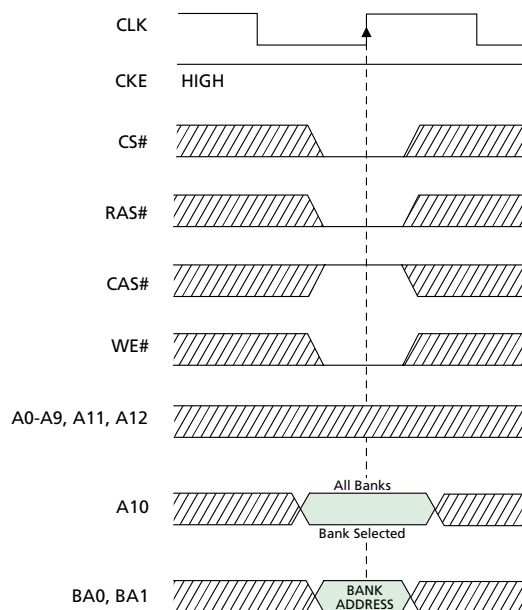 CLK
CKE HIGH
CS#
RAS#
CAS#
WE#
A0-A9, A11, A12
All Banks
A10
Bank Selected
BA0, BA1
BANK
ADDRESS